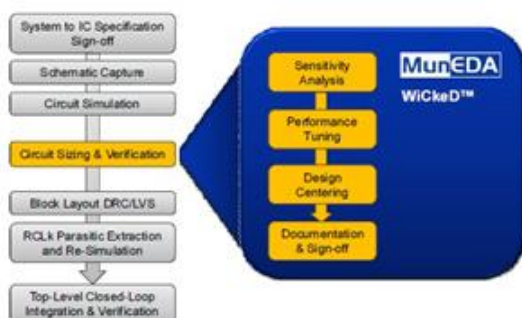 System to IC Specification
Sign-off
Schematic Capture
Circuit Simulation
Circuit Sizing & Verification
Block Layout DRC/LVS
RCLk Parasitic Extraction
and Re-Simulation
Top-Level Closed-Loop
Integration & Verification
Sensitivity
Analysis
Performance
Tuning
Design
Centering
Documentation
& Sign-off
MunEDA
WiCkeD™